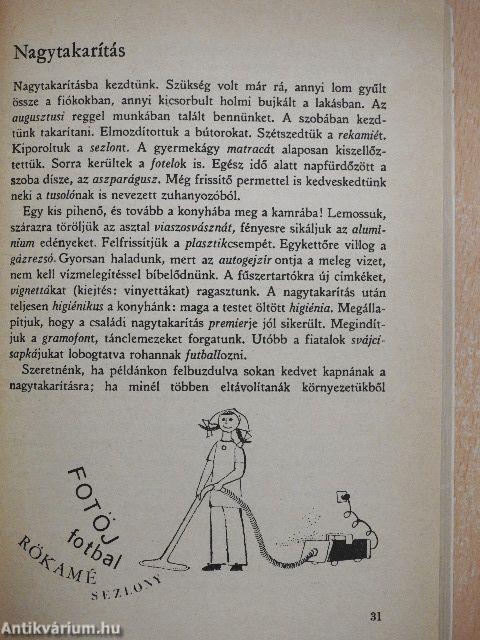 Nagytakarítás
Nagytakarításba kezdtünk. Szükség volt már rá, annyi lom gyűlt
össze a fiókokban, annyi kicsorbult holmi bujkált a lakásban. Az
augusztusi reggel munkában talált bennünket. A szobában kezd-
tünk takarítani. Elmozdítottuk a bútorokat. Szétszedtük a rekamiét.
Kiporoltuk a sezlont. A gyermekágy matracát alaposan kiszelloz-
tettük. Sorra kerültek a fotelok is. Egész idő alatt napfürdőzött a
szoba dísze, az aszparágusz. Még frissítő permettel is kedveskedtünk
neki a tusolónak is nevezett zuhanyozóból.
Egy kis pihenő, és tovább a konyhába meg a kamrába! Lemossuk,
szárazra töröljük az asztal viaszosvásznát, fényesre sikáljuk az alumí-
nium edényeket. Felfrissítjük a plasztikcsempét. Egykettőre villog a
gázrezsó. Gyorsan haladunk, mert az autogejzír ontja a meleg vizet,
nem kell vízmelegítéssel bíbelődnünk. A fűszertartókra új címkéket,
vignettákat (kiejtés: vinyettákat) ragasztunk. A nagytakarítás után
teljesen higiénikus a konyhánk: maga a testet öltött higiénia. Megálla-
pítjuk, hogy a családi nagytakarítás premierje jól sikerült. Megindít-
juk a gramofont, tánclemezeket forgatunk. Utóbb a fiatalok svájci-
sapkájukat lobogtatva rohannak futballozni.
Szeretnénk, ha példánkon felbuzdulva sokan kedvet kapnának a
nagytakarításra; ha minél többen eltávolítanák környezetükből
FOTÖJ
fotbal
RÖKAMÉ
SEZLONY
31
Antikvárium.hu